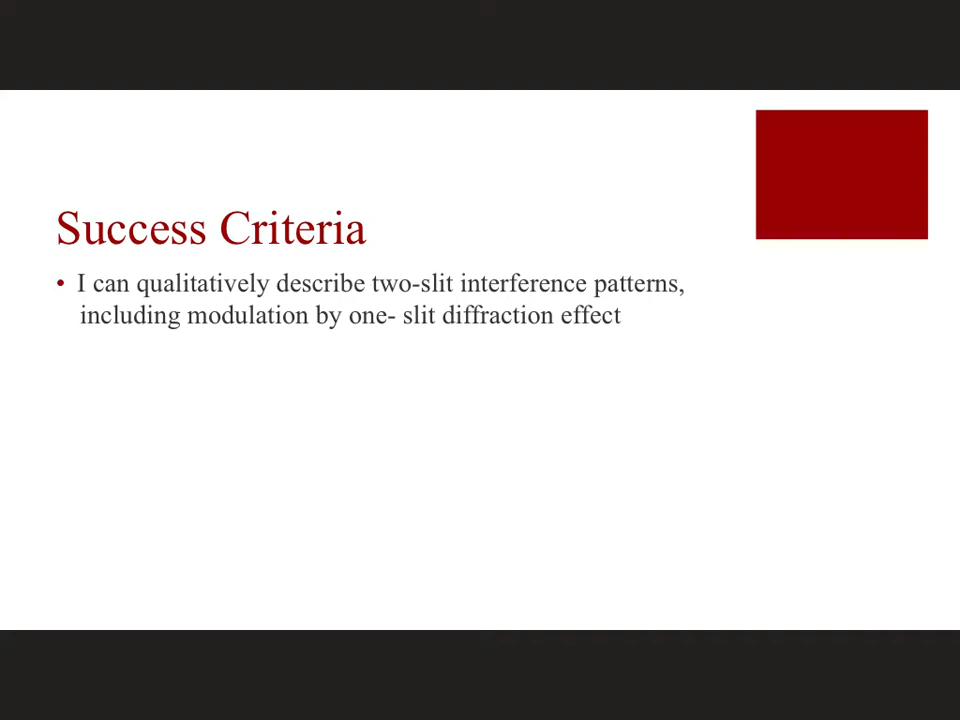 Success Criteria
• I can qualitatively describe two-slit interference patterns,
including modulation by one- slit diffraction effect